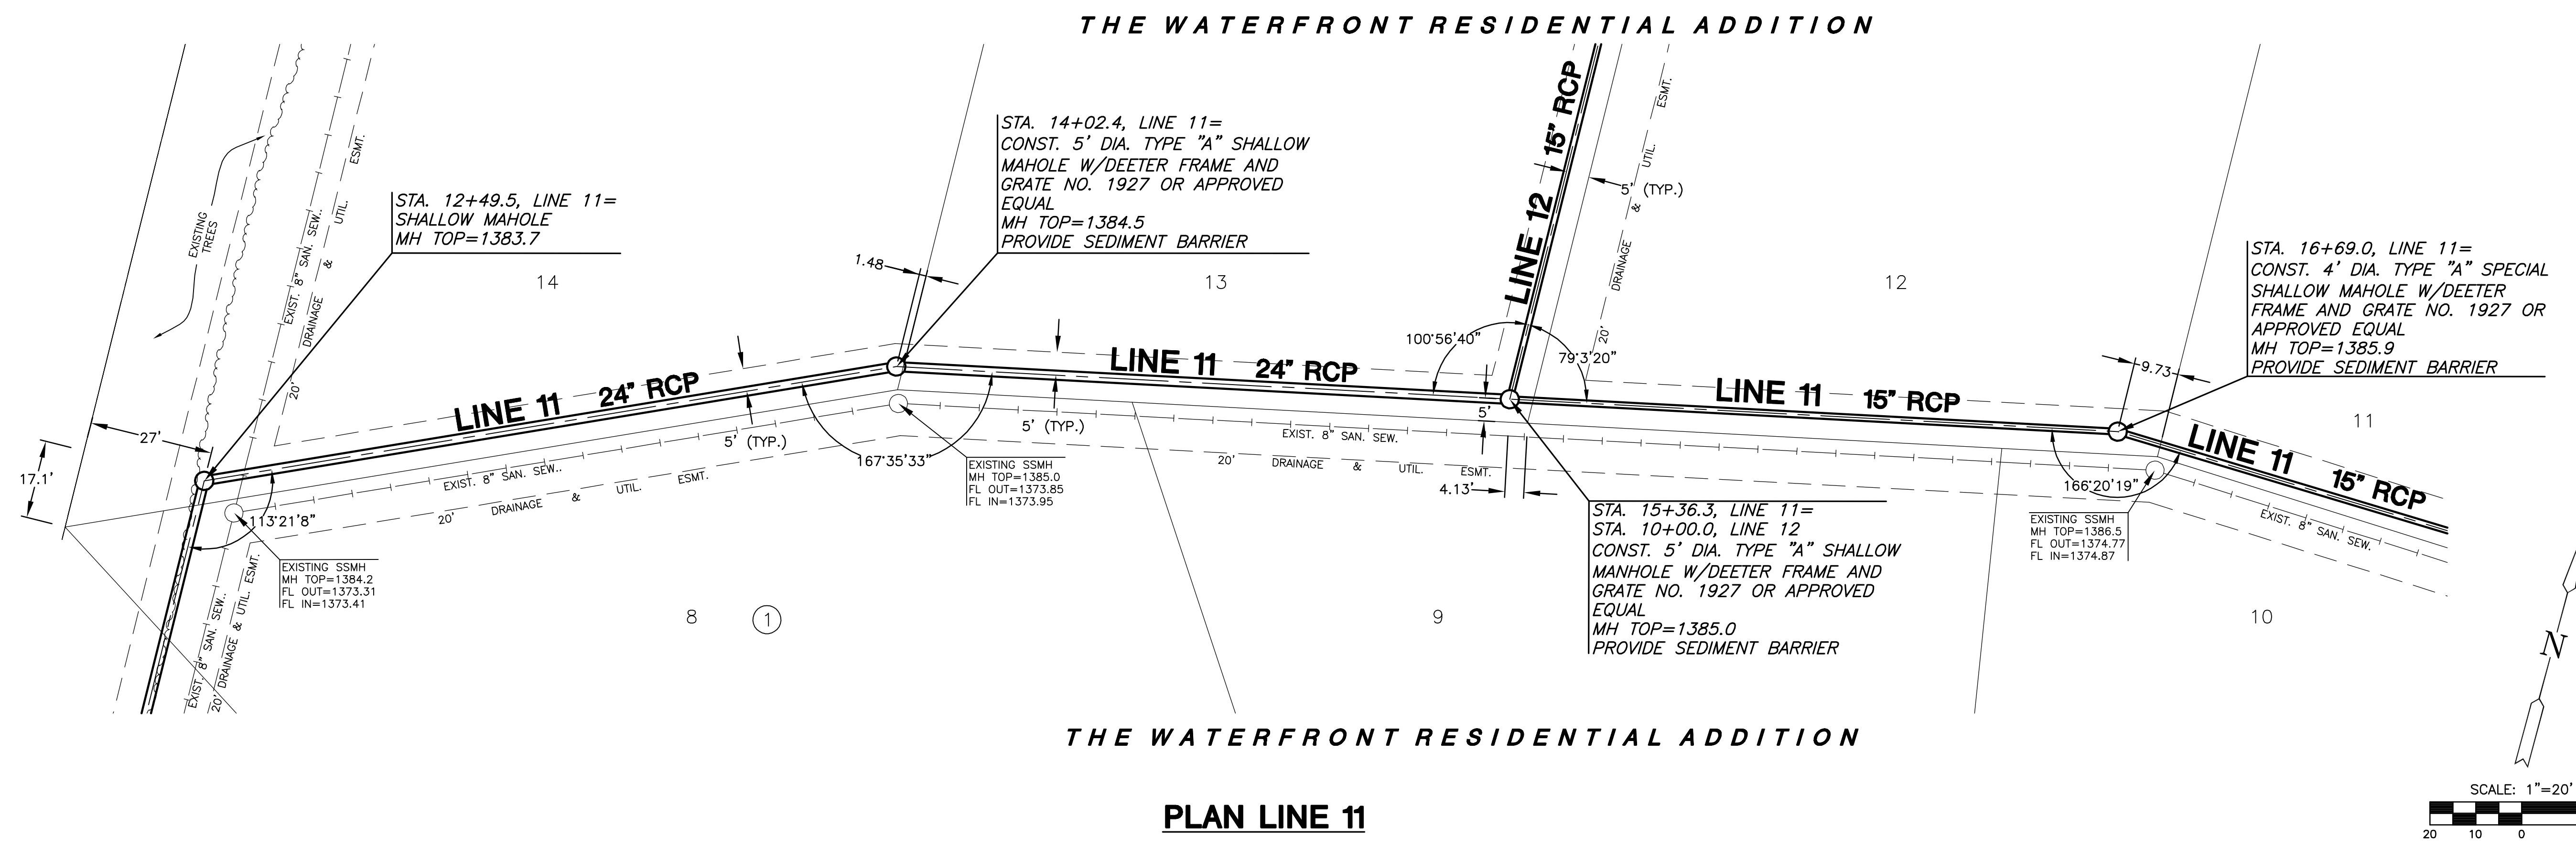 THE WATERFRONT RESIDENTIAL ADDITION
STA. 12+49.5, LINE 11=
SHALLOW MAHOLE
MH TOP=1383.7
STA. 14+02.4, LINE 11=
CONST. 5' DIA. TYPE "A" SHALLOW
MAHOLE W/DEETER FRAME AND
GRATE NO. 1927 OR APPROVED
EQUAL
MH TOP=1384.5
PROVIDE SEDIMENT BARRIER
STA. 16+69.0, LINE 11=
CONST. 4' DIA. TYPE "A" SPECIAL
SHALLOW MAHOLE W/DEETER
FRAME AND GRATE NO. 1927 OR
APPROVED EQUAL
MH TOP=1385.9
PROVIDE SEDIMENT BARRIER
EXISTING
TREES
EXIST. 8" SAN. SEW..
20' DRAINAGE & UTIL. ESMT.
14
1.48
13
LINE 12 15" RCP
5' (TYP.)
20' DRAINAGE & UTIL. ESMT.
12
9.73
11
27'
17.1'
LINE 11 24" RCP
5' (TYP.)
LINE 11 24" RCP
5' (TYP.)
100°56'40"
79°3'20"
5'
LINE 11 15" RCP
LINE 11 15" RCP
113°21'8"
167°35'33"
166°20'19"
EXIST. 8" SAN. SEW..
20' DRAINAGE & UTIL. ESMT.
EXIST. 8" SAN. SEW.
20' DRAINAGE & UTIL. ESMT.
4.13'
EXIST. 8" SAN. SEW.
EXIST. 8" SAN. SEW..
20' DRAINAGE & UTIL. ESMT.
EXISTING SSMH
MH TOP=1384.2
FL OUT=1373.31
FL IN=1373.41
EXISTING SSMH
MH TOP=1385.0
FL OUT=1373.85
FL IN=1373.95
STA. 15+36.3, LINE 11=
STA. 10+00.0, LINE 12
CONST. 5' DIA. TYPE "A" SHALLOW
MANHOLE W/DEETER FRAME AND
GRATE NO. 1927 OR APPROVED
EQUAL
MH TOP=1385.0
PROVIDE SEDIMENT BARRIER
EXISTING SSMH
MH TOP=1386.5
FL OUT=1374.77
FL IN=1374.87
8
1
9
10
N
THE WATERFRONT RESIDENTIAL ADDITION
PLAN LINE 11
SCALE: 1"=20'
20 10 0